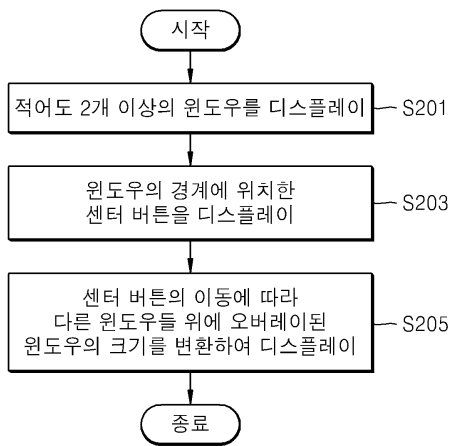 시작
적어도 2개 이상의 윈도우를 디스플레이
S201
윈도우의 경계에 위치한
센터 버튼을 디스플레이
S203
센터 버튼의 이동에 따라
다른 윈도우들 위에 오버레이된
윈도우의 크기를 변환하여 디스플레이
S205
종료